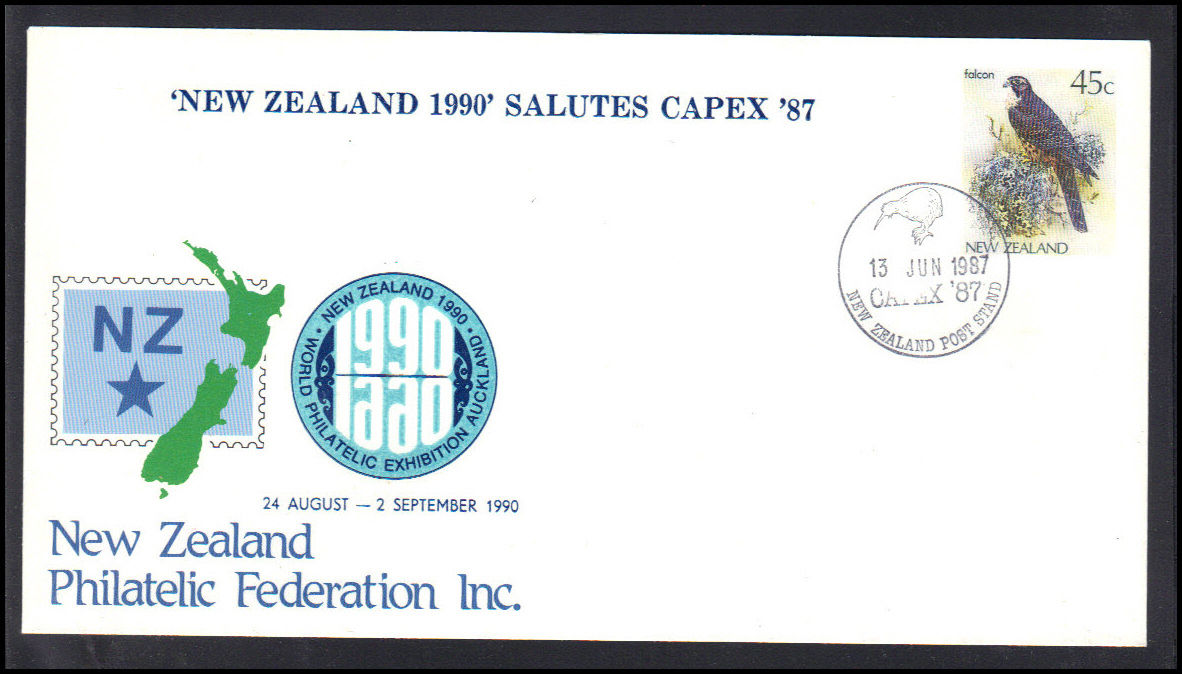 'NEW ZEALAND 1990' SALUTES CAPEX '87
falcon
45c
NEW ZEALAND
13 JUN 1987
CAPEX '87
NEW ZEALAND POST STAND
NZ
· NEW ZEALAND 1990 ·
WORLD PHILATELIC EXHIBITION AUCKLAND
1990
1990
24 AUGUST — 2 SEPTEMBER 1990
New Zealand
Philatelic Federation Inc.